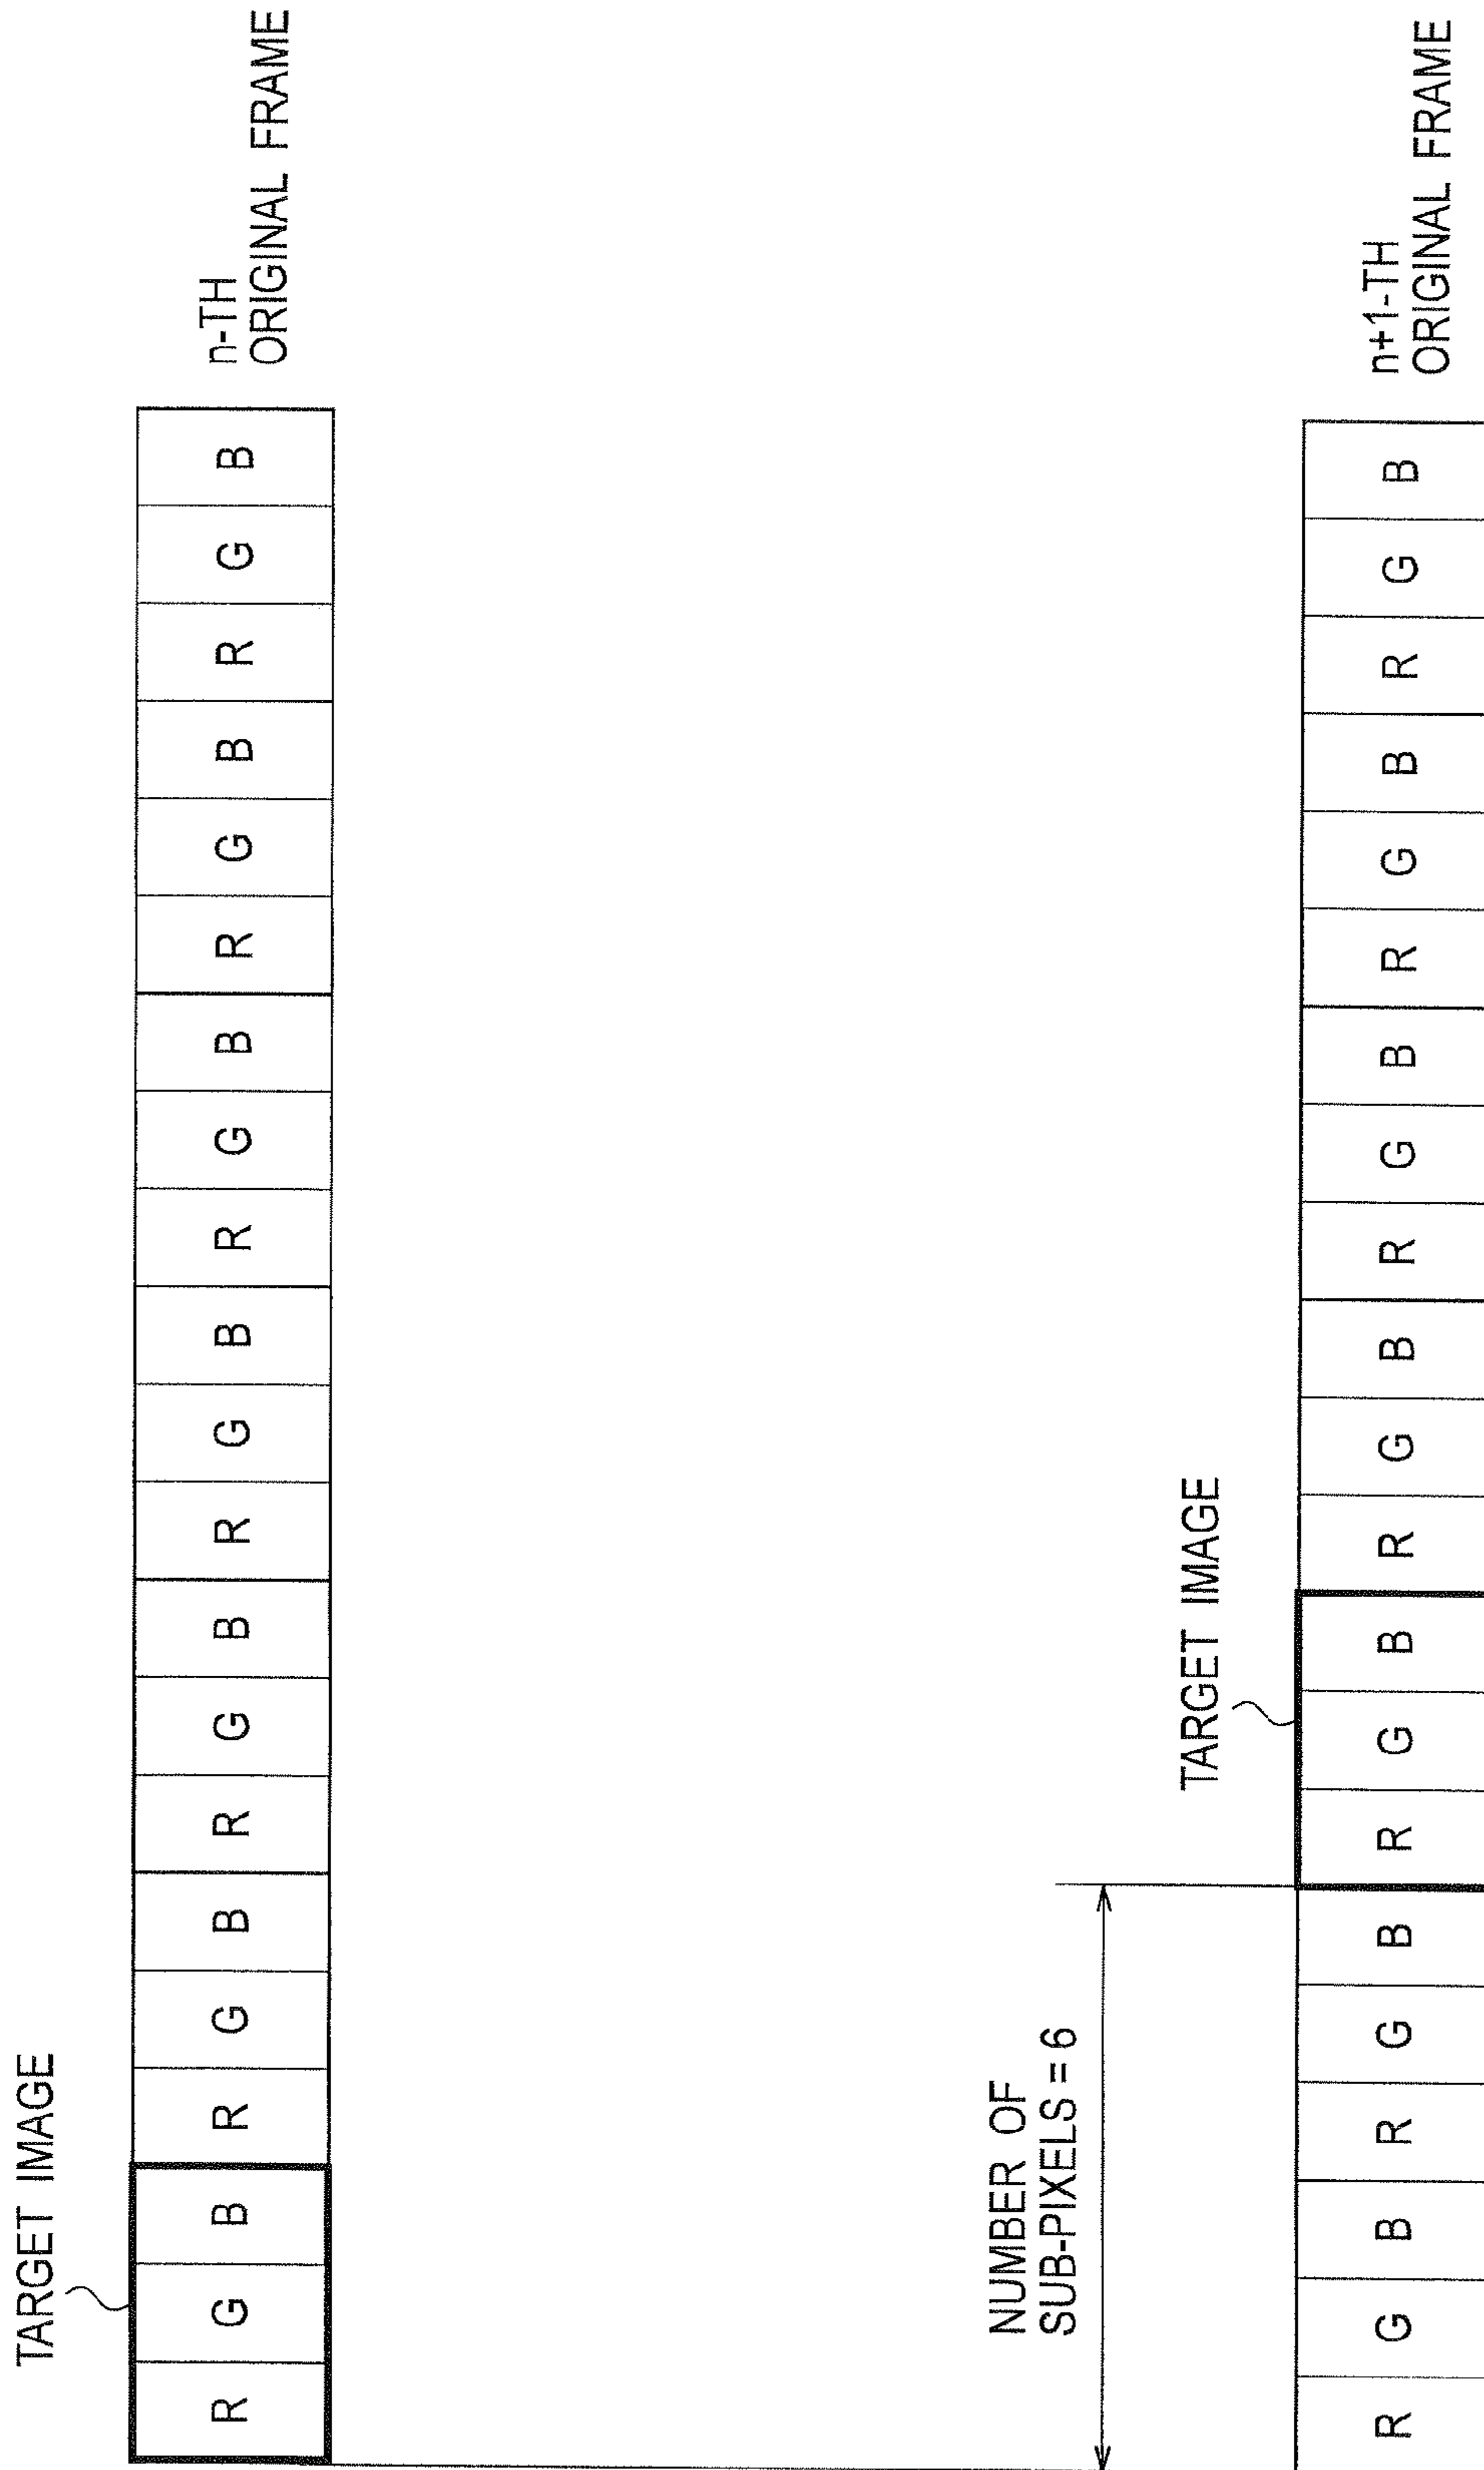 TARGET IMAGE
R G B R G B R G B R G B R G B R G B R G B
n-TH
ORIGINAL FRAME
NUMBER OF
SUB-PIXELS = 6
TARGET IMAGE
R G B R G B R G B R G B R G B R G B R G B
n+1-TH
ORIGINAL FRAME